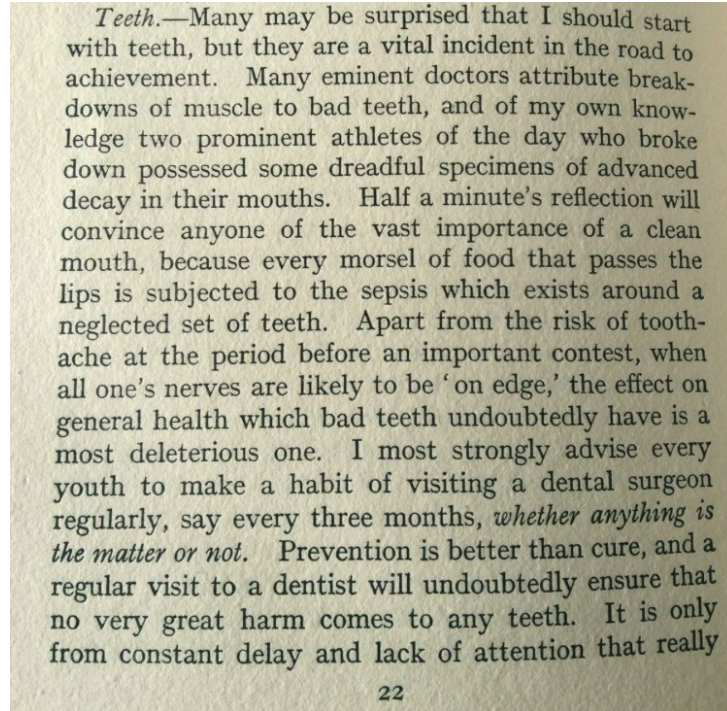 Teeth.—Many may be surprised that I should start
with teeth, but they are a vital incident in the road to
achievement. Many eminent doctors attribute break-
downs of muscle to bad teeth, and of my own know-
ledge two prominent athletes of the day who broke
down possessed some dreadful specimens of advanced
decay in their mouths. Half a minute's reflection will
convince anyone of the vast importance of a clean
mouth, because every morsel of food that passes the
lips is subjected to the sepsis which exists around a
neglected set of teeth. Apart from the risk of tooth-
ache at the period before an important contest, when
all one's nerves are likely to be ‘on edge,’ the effect on
general health which bad teeth undoubtedly have is a
most deleterious one. I most strongly advise every
youth to make a habit of visiting a dental surgeon
regularly, say every three months, whether anything is
the matter or not. Prevention is better than cure, and a
regular visit to a dentist will undoubtedly ensure that
no very great harm comes to any teeth. It is only
from constant delay and lack of attention that really
22